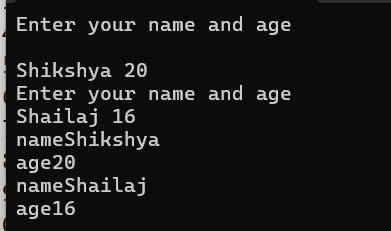 Enter your name and age
Shikshya 20
Enter your name and age
Shailaj 16
nameShikshya
age20
nameShailaj
age16